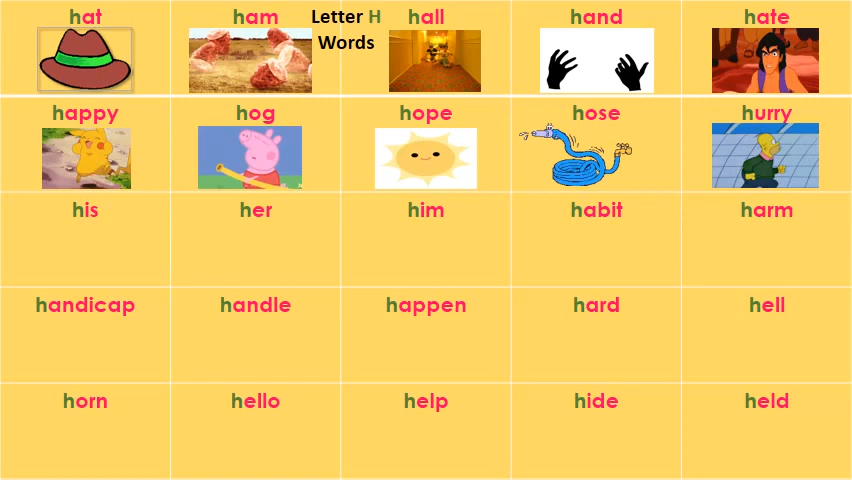 hat ham Letter H hall hand hate
Words
happy hog hope hose hurry
his her him habit harm
handicap handle happen hard hell
horn hello help hide held